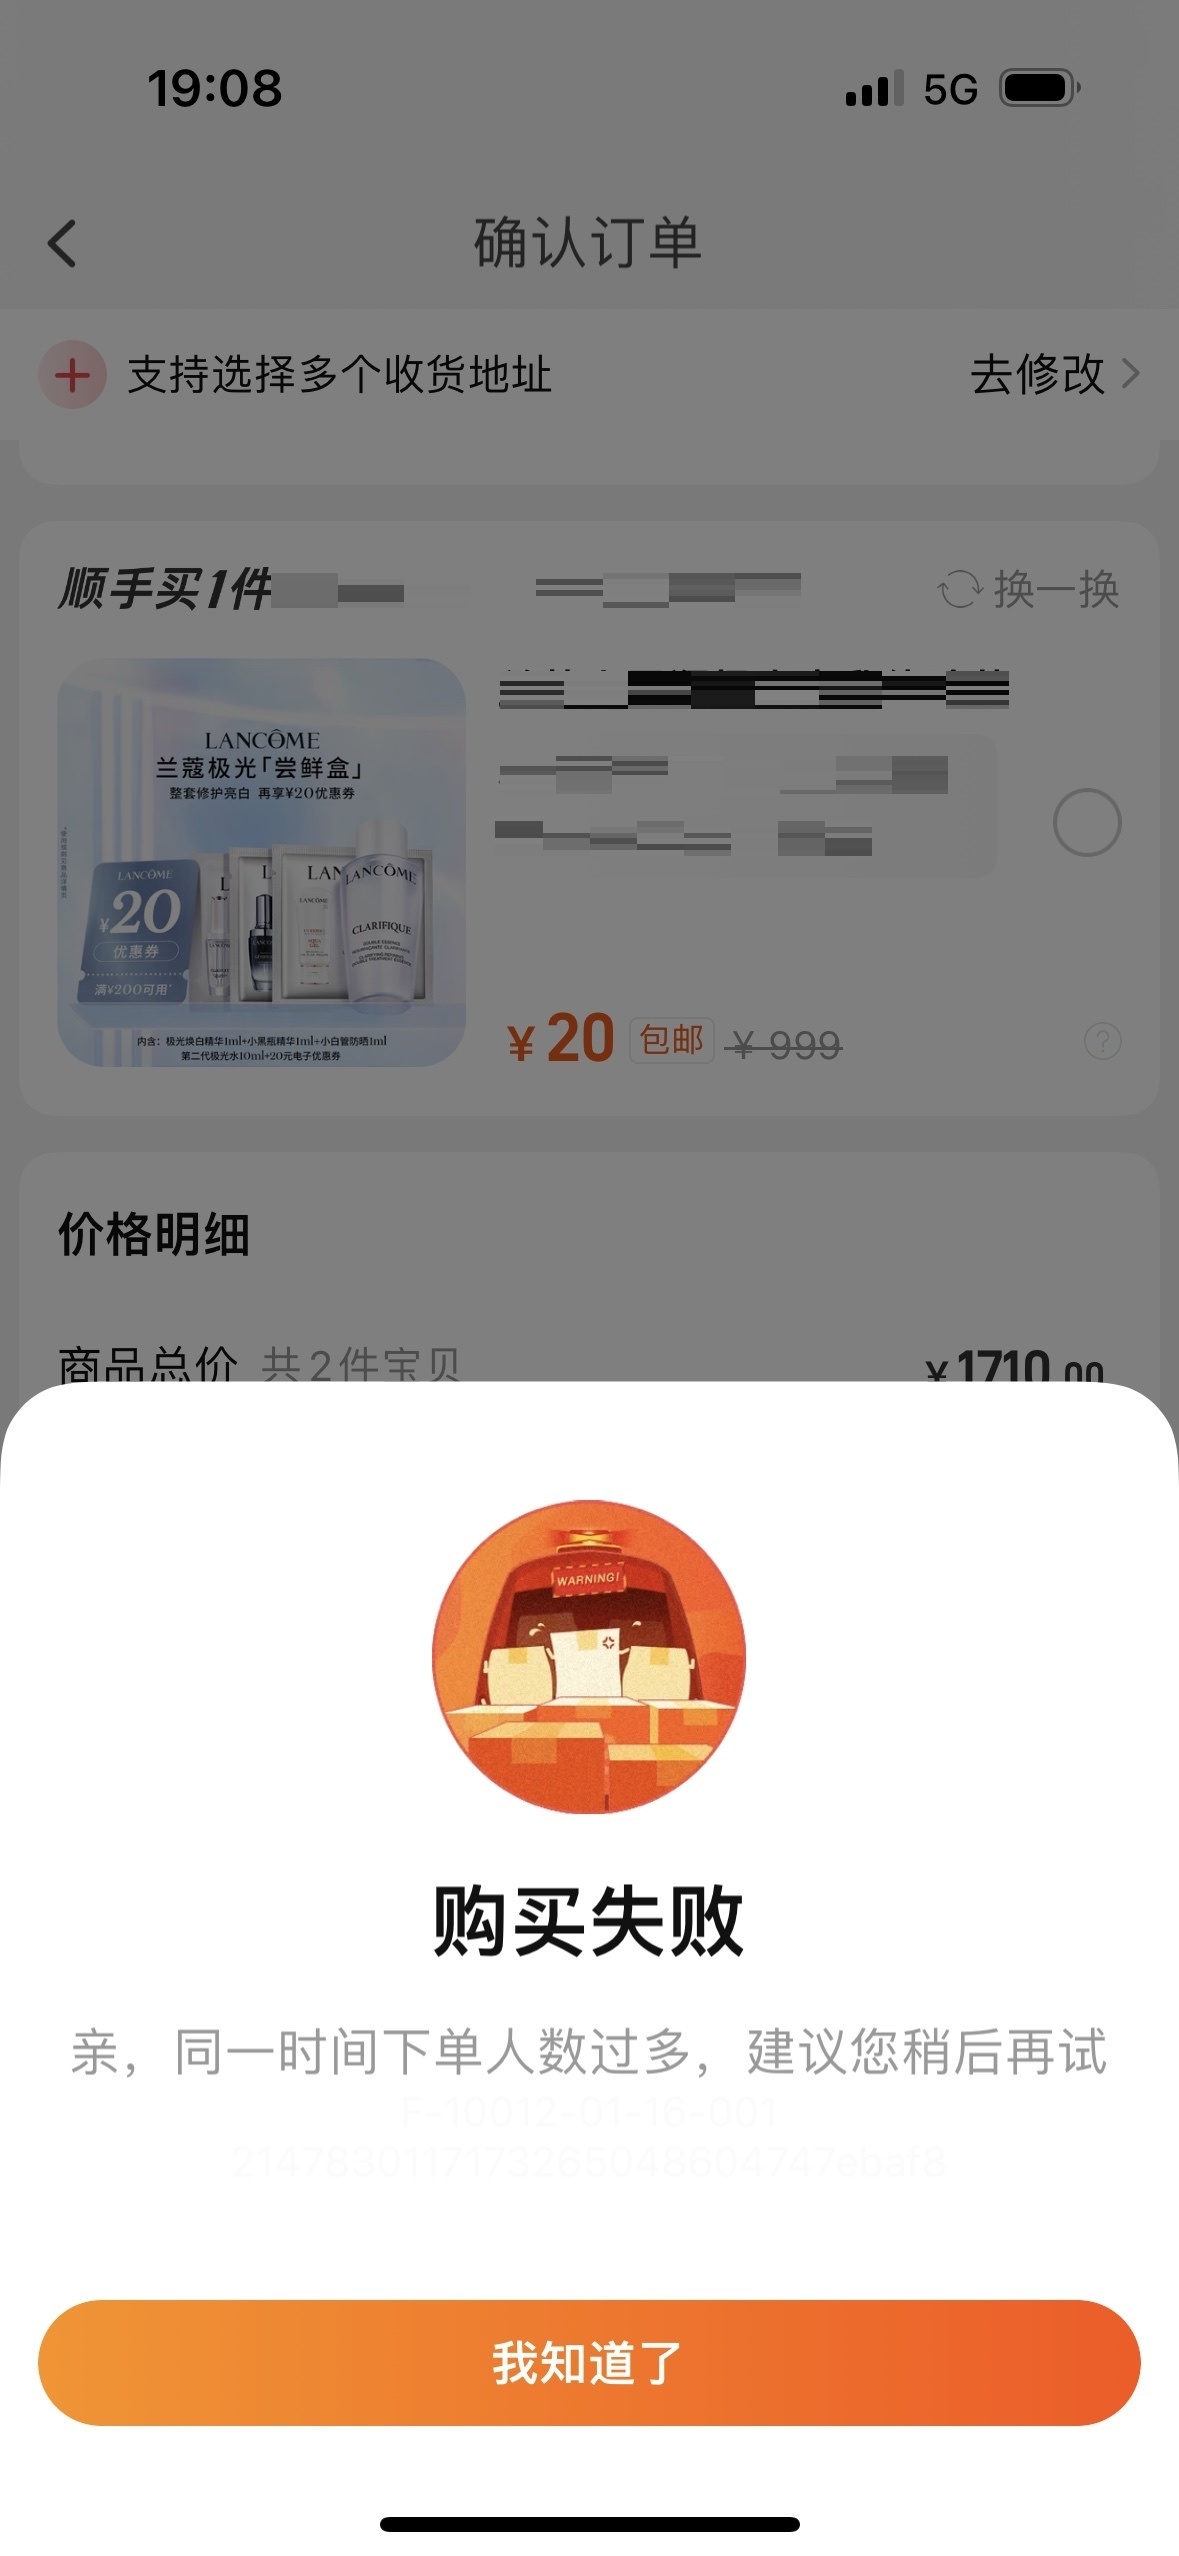 19:08
5G
确认订单
支持选择多个收货地址
去修改
顺手买1件
换一换
LANCÔME
兰蔻极光「尝鲜盒」
整套修护亮白 再享¥20优惠券
LANCÔME
¥20
优惠券
满¥200可用*
LANCÔME
CLARIFIQUE
内含：极光焕白精华1ml+小黑瓶精华1ml+小白管防晒1ml
第二代极光水10ml+20元电子优惠券
¥20 包邮 ¥ 999
价格明细
商品总价 共2件宝贝
¥1710.00
WARNING!
购买失败
亲，同一时间下单人数过多，建议您稍后再试
F-10012-01-16-001
2147830117173265048604747ebaf8
我知道了